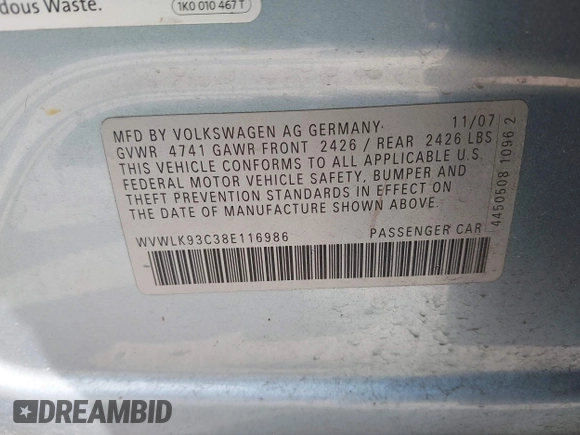 dous Waste.
1K0 010 467 T
MFD BY VOLKSWAGEN AG GERMANY. 11/07
GVWR 4741 GAWR FRONT 2426 / REAR 2426 LBS
THIS VEHICLE CONFORMS TO ALL APPLICABLE U.S.
FEDERAL MOTOR VEHICLE SAFETY, BUMPER AND
THEFT PREVENTION STANDARDS IN EFFECT ON
THE DATE OF MANUFACTURE SHOWN ABOVE.
WVWLK93C38E116986 PASSENGER CAR
4450508 1096 2
DREAMBID